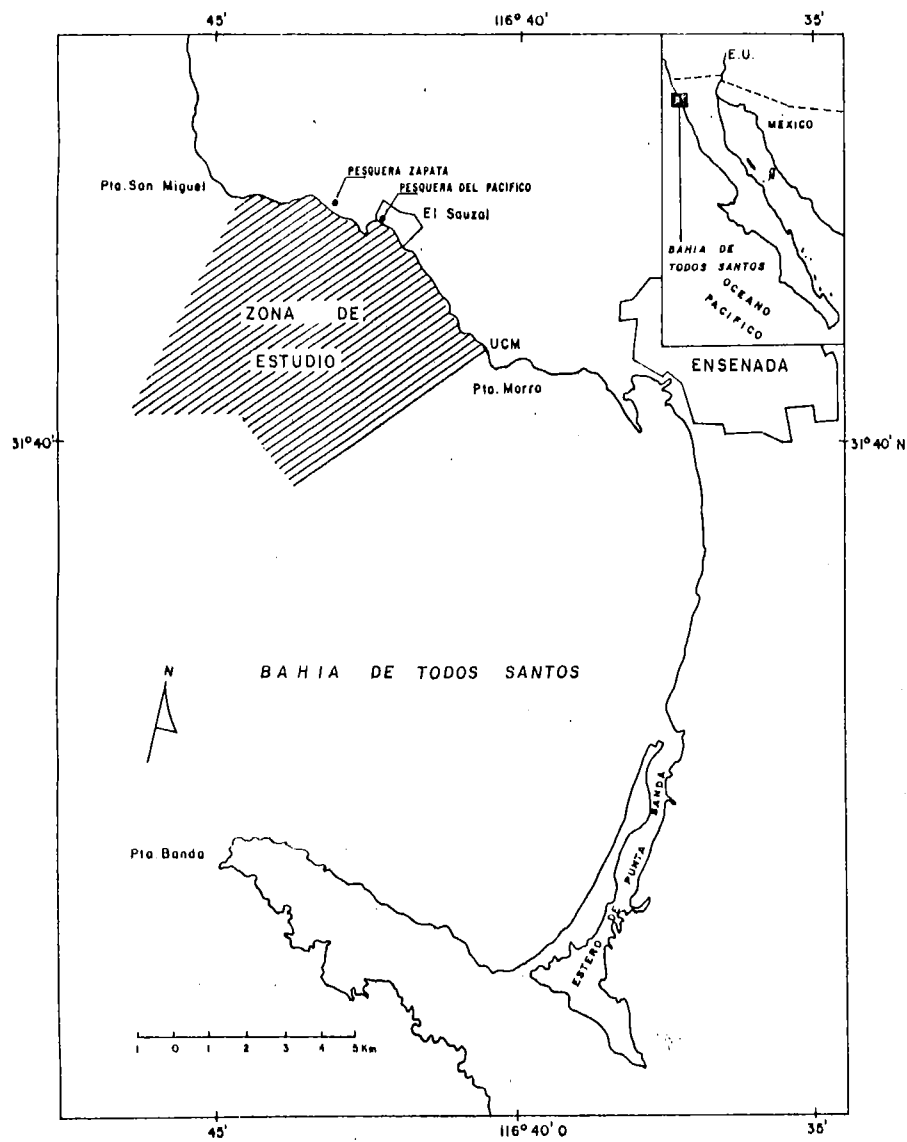 45'
116° 40'
35'
E.U.
MEXICO
BAHIA DE
TODOS SANTOS
OCEANO
PACIFICO
PESQUERA ZAPATA
PESQUERA DEL PACIFICO
Pta. San Miguel
El Sauzal
ZONA DE
ESTUDIO
UCM
Pta. Morro
ENSENADA
31° 40'
31° 40' N
BAHIA DE TODOS SANTOS
N
Pta. Banda
ESTERO DE PUNTA BANDA
1 0 1 2 3 4 5 Km
45'
116° 40' O
35'